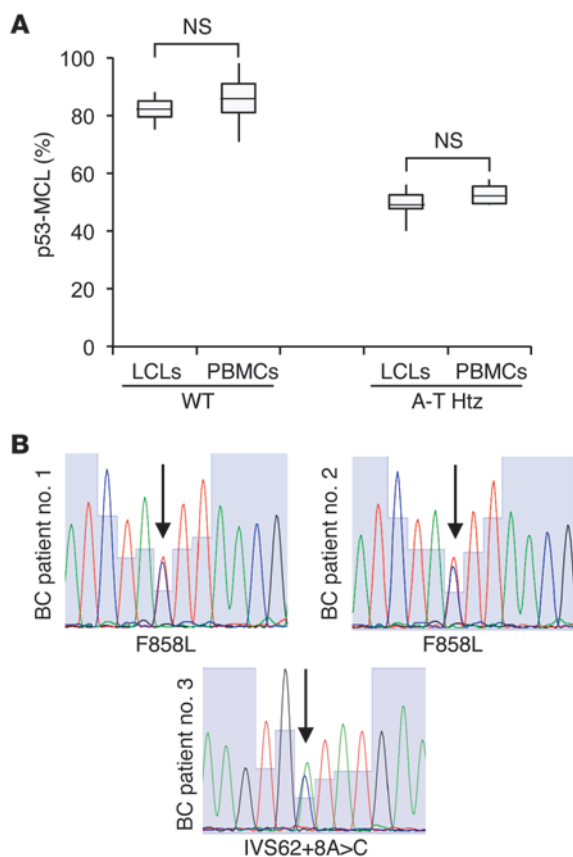 A
NS
NS
p53-MCL (%)
100
80
60
40
20
0
LCLs PBMCs LCLs PBMCs
WT A-T Htz
B
BC patient no. 1
F858L
BC patient no. 2
F858L
BC patient no. 3
IVS62+8A>C